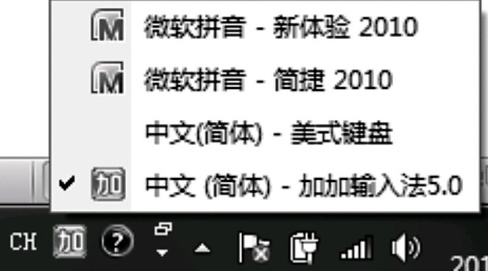 微软拼音 - 新体验 2010
微软拼音 - 简捷 2010
中文(简体) - 美式键盘
中文 (简体) - 加加输入法5.0
CH 加 ?
201